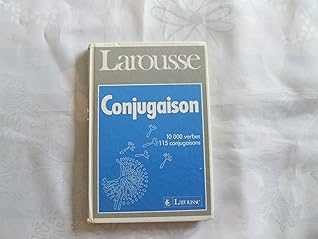 Larousse
Conjugaison
10 000 verbes
115 conjugaisons
Larousse